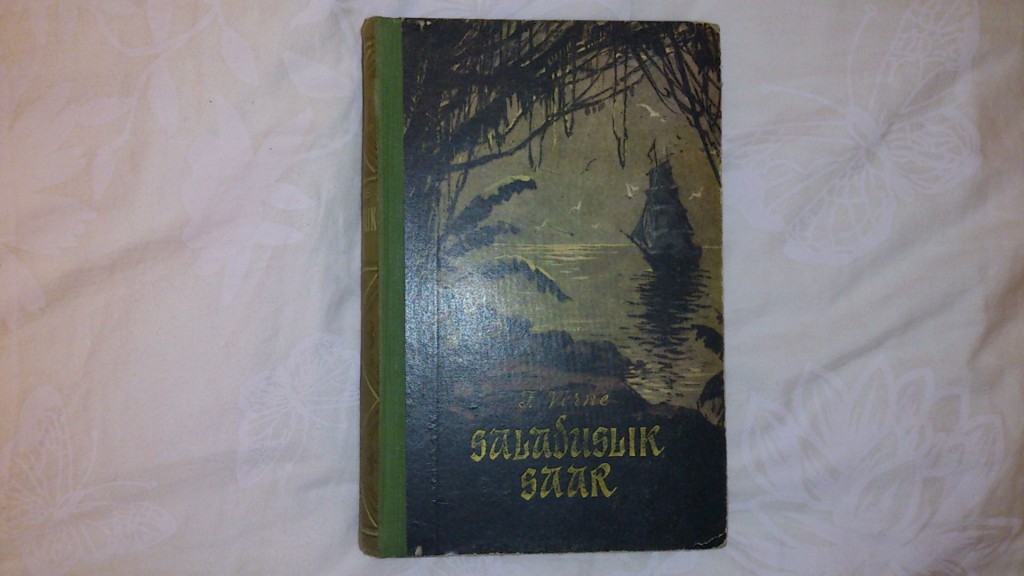 J. Verne
SALADUSLIK
SAAR